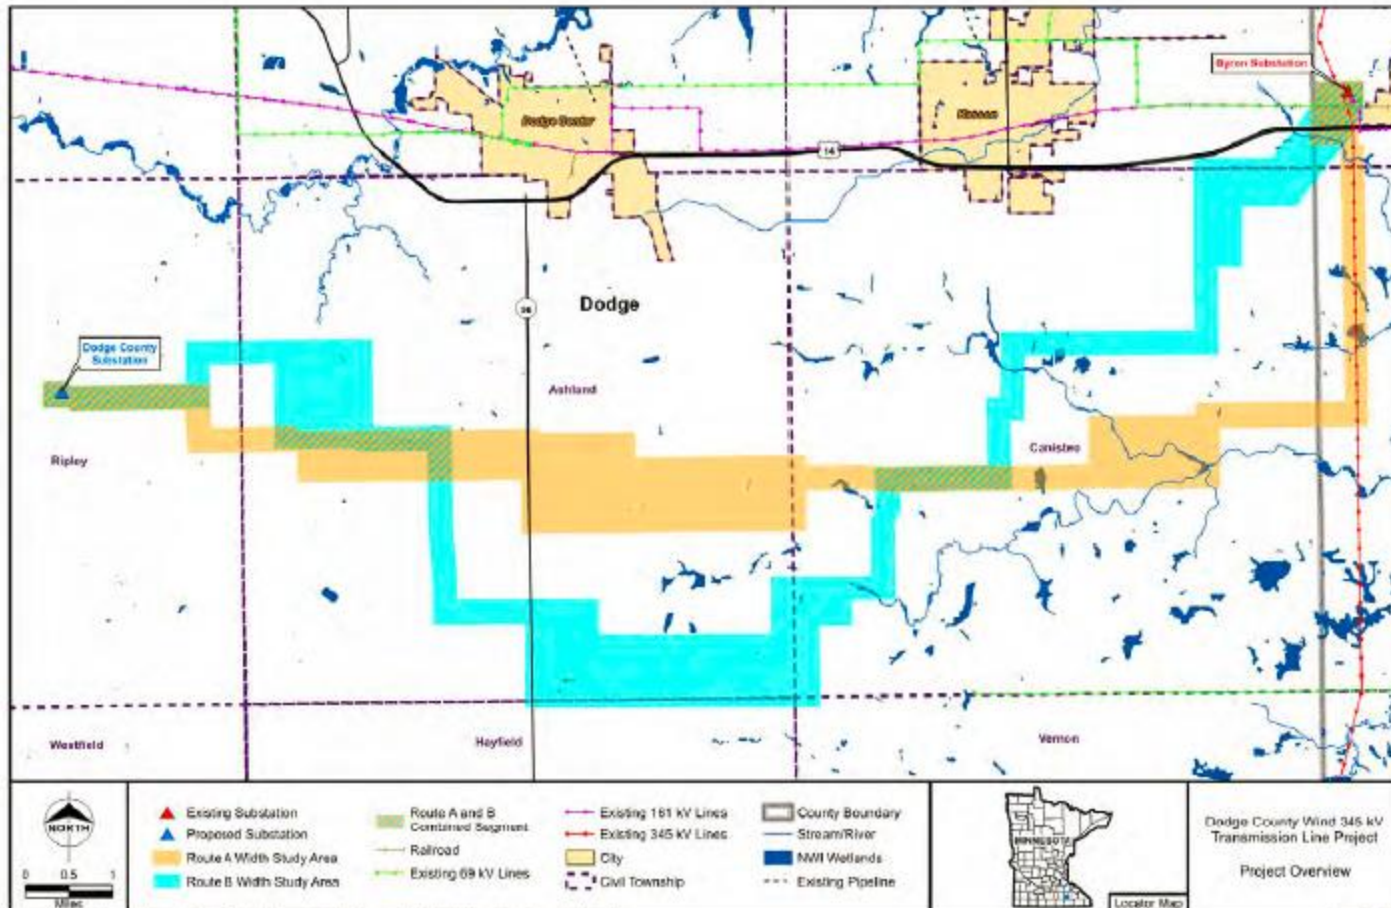 Byron Substation
Dodge Center
Kasson
14
56
Dodge
Dodge County
Substation
Ashland
Ripley
Canisteo
Westfield
Hayfield
Vernon
NORTH
0 0.5 1
Miles
Existing Substation
Proposed Substation
Route A Width Study Area
Route B Width Study Area
Route A and B
Combined Segment
Railroad
Existing 69 kV Lines
Existing 161 kV Lines
Existing 345 kV Lines
City
Civil Township
County Boundary
Stream/River
NWI Wetlands
Existing Pipeline
MINNESOTA
Locator Map
Dodge County Wind 345 kV
Transmission Line Project
Project Overview